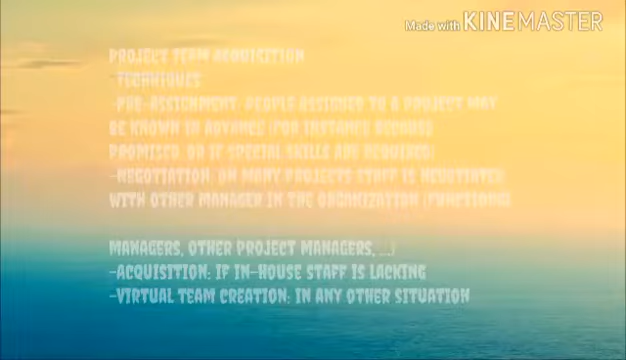 Made with KINEMASTER
PROJECT TEAM ACQUISITION
-TECHNIQUES
-PRE-ASSIGNMENT: PEOPLE ASSIGNED TO A PROJECT MAY
BE KNOWN IN ADVANCE (FOR INSTANCE BECAUSE
PROMISED, OR IF SPECIAL SKILLS ARE REQUIRED)
-NEGOTIATION: ON MANY PROJECTS STAFF IS NEGOTIATED
WITH OTHER MANAGER IN THE ORGANIZATION (FUNCTIONAL
MANAGERS, OTHER PROJECT MANAGERS, ...)
-ACQUISITION: IF IN-HOUSE STAFF IS LACKING
-VIRTUAL TEAM CREATION: IN ANY OTHER SITUATION